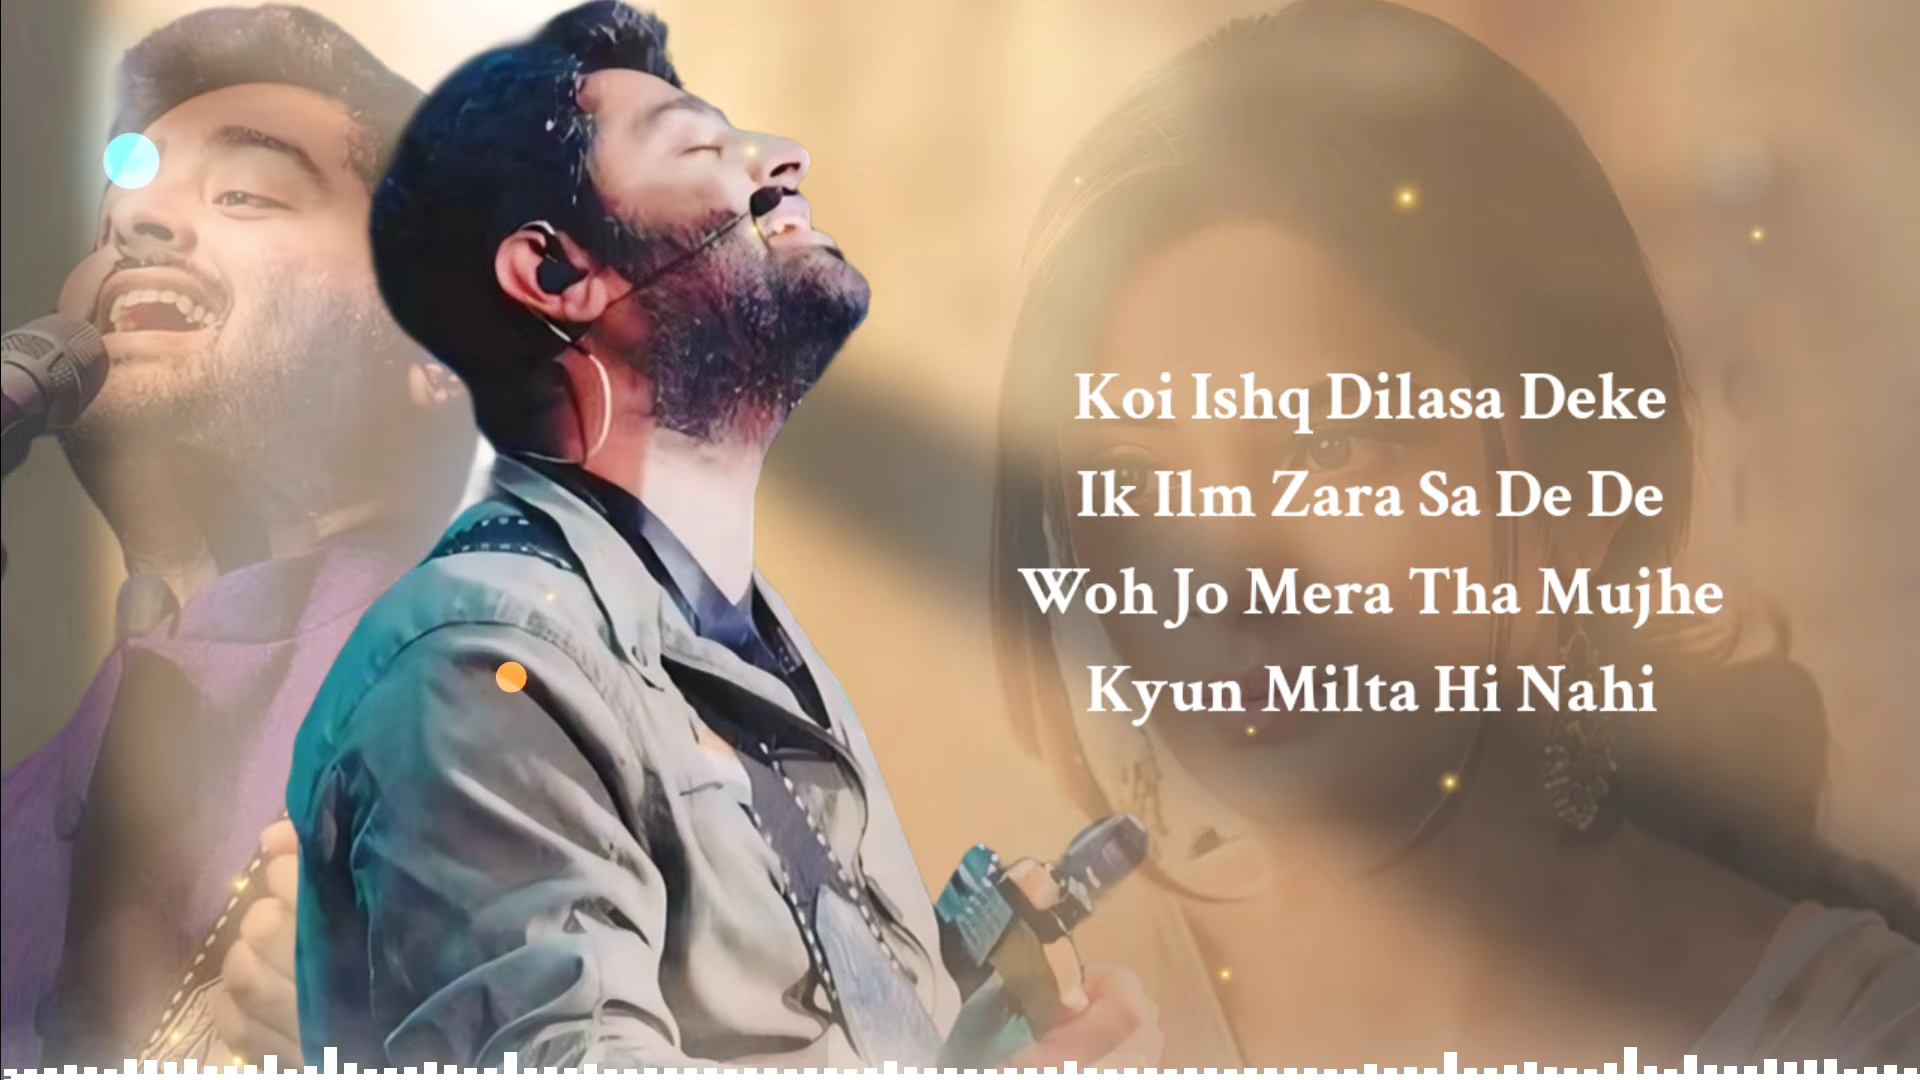 Koi Ishq Dilasa Deke
Ik Ilm Zara Sa De De
Woh Jo Mera Tha Mujhe
Kyun Milta Hi Nahi